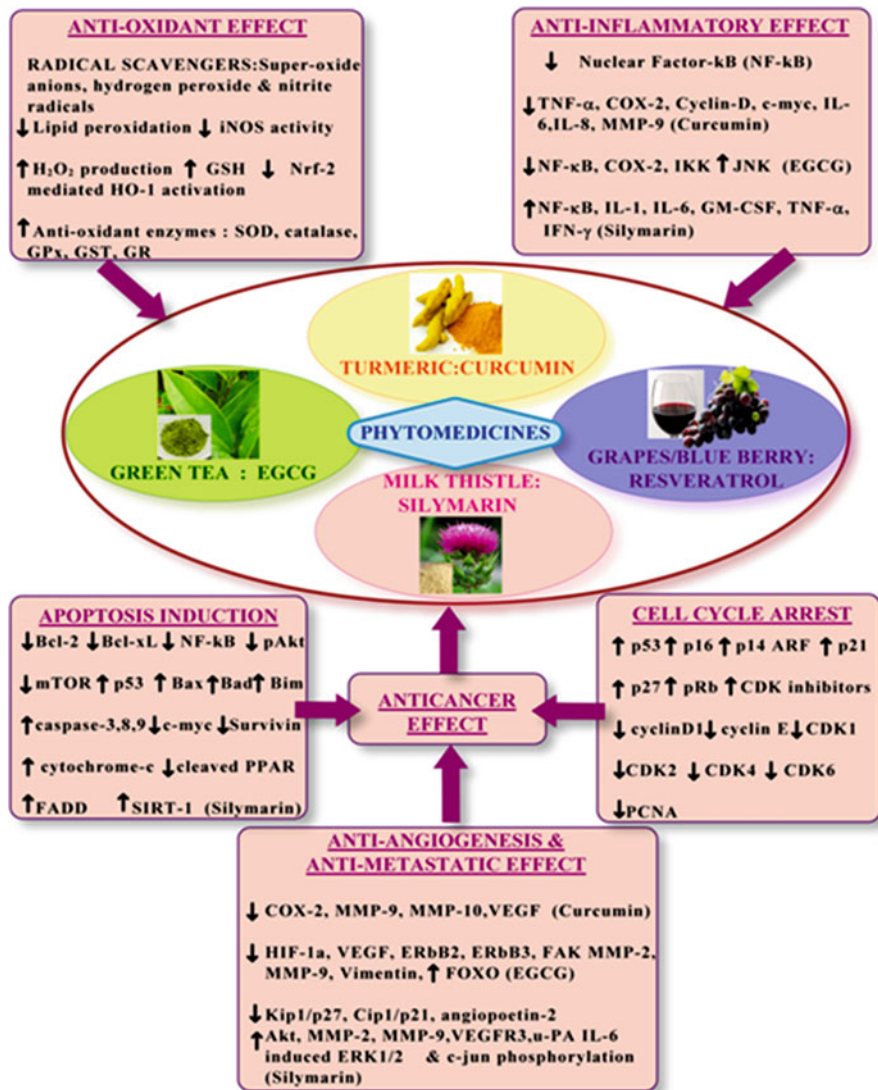 ANTI-OXIDANT EFFECT
RADICAL SCAVENGERS:Super-oxide
anions, hydrogen peroxide & nitrite
radicals
↓Lipid peroxidation ↓ iNOS activity
↑H₂O₂ production ↑ GSH ↓ Nrf-2
mediated HO-1 activation
↑Anti-oxidant enzymes : SOD, catalase,
GPx, GST, GR
ANTI-INFLAMMATORY EFFECT
↓ Nuclear Factor-kB (NF-kB)
↓TNF-α, COX-2, Cyclin-D, c-myc, IL-
6,IL-8, MMP-9 (Curcumin)
↓NF-κB, COX-2, IKK ↑JNK (EGCG)
↑NF-κB, IL-1, IL-6, GM-CSF, TNF-α,
IFN-γ (Silymarin)
TURMERIC:CURCUMIN
GREEN TEA : EGCG
PHYTOMEDICINES
GRAPES/BLUE BERRY:
RESVERATROL
MILK THISTLE:
SILYMARIN
APOPTOSIS INDUCTION
↓Bcl-2 ↓Bcl-xL ↓ NF-kB ↓ pAkt
↓mTOR ↑ p53 ↑ Bax ↑Bad ↑ Bim
↑caspase-3,8,9 ↓c-myc ↓Survivin
↑ cytochrome-c ↓cleaved PPAR
↑FADD ↑SIRT-1 (Silymarin)
ANTICANCER
EFFECT
CELL CYCLE ARREST
↑ p53 ↑ p16 ↑ p14 ARF ↑ p21
↑ p27 ↑ pRb ↑CDK inhibitors
↓cyclinD1 ↓cyclin E ↓CDK1
↓CDK2 ↓ CDK4 ↓ CDK6
↓PCNA
ANTI-ANGIOGENESIS &
ANTI-METASTATIC EFFECT
↓ COX-2, MMP-9, MMP-10,VEGF (Curcumin)
↓ HIF-1a, VEGF, ERbB2, ERbB3, FAK MMP-2,
MMP-9, Vimentin, ↑ FOXO (EGCG)
↓Kip1/p27, Cip1/p21, angiopoetin-2
↑Akt, MMP-2, MMP-9,VEGFR3,u-PA IL-6
induced ERK1/2 & c-jun phosphorylation
(Silymarin)